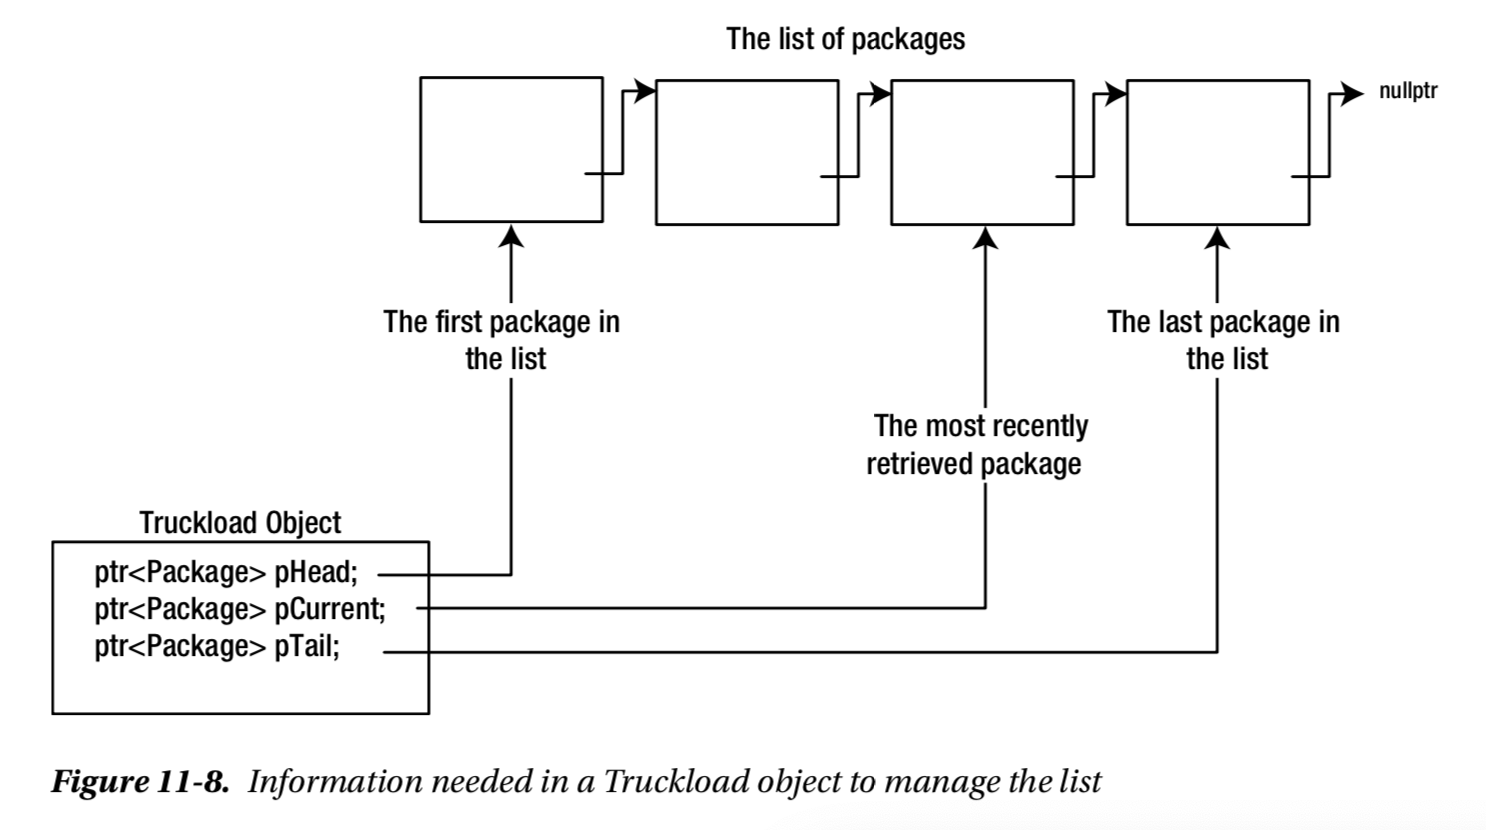 The list of packages
nullptr
The first package in
the list
The last package in
the list
The most recently
retrieved package
Truckload Object
ptr<Package> pHead;
ptr<Package> pCurrent;
ptr<Package> pTail;
Figure 11-8. Information needed in a Truckload object to manage the list